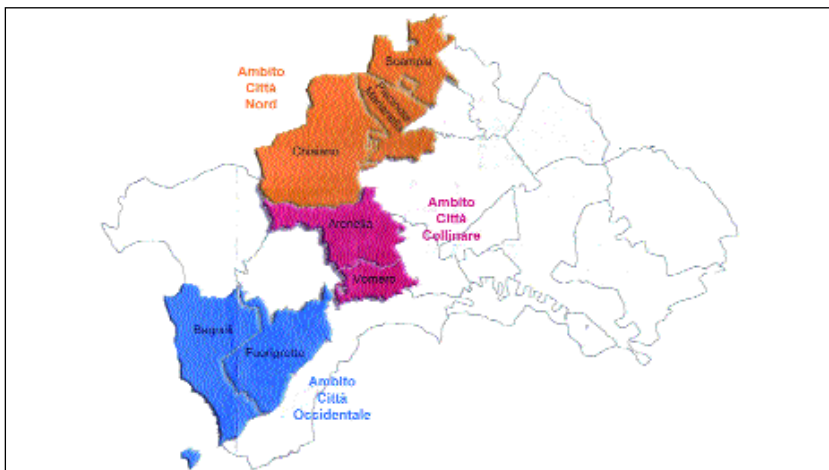 Scampia
Ambito
Città
Nord
Piscinola
Marianella
Chiaiano
Ambito
Città
Collinare
Arenella
Vomero
Bagnoli
Fuorigrotta
Ambito
Città
Occidentale